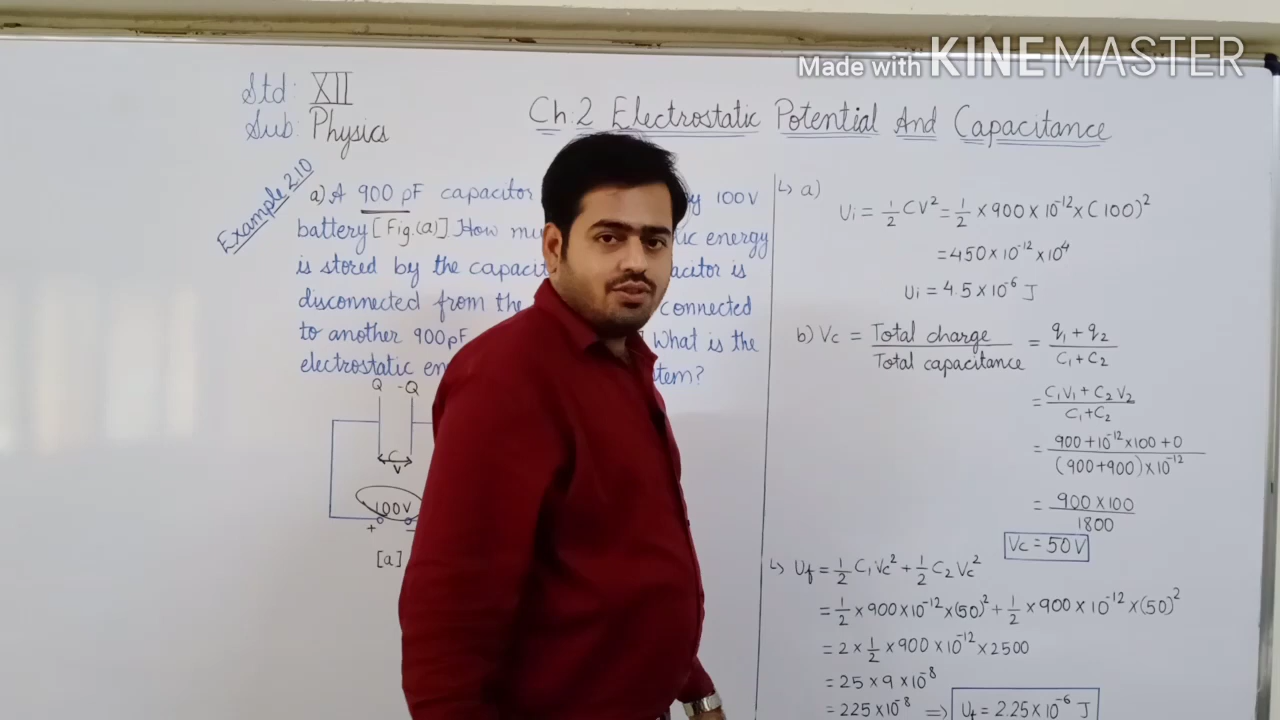 Made with KINEMASTER
Std: XII
Sub: Physics
Ch:2 Electrostatic Potential And Capacitance
Example 2.10
a) A 900 pF capacitor by 100V
battery [Fig.(a)] How energy
is stored by the is
disconnected from the connected
to another 900pF What is the
electrostatic
Q -Q
C
V
100V
+ -
[a]
↳ a)
Ui = 1/2 CV² = 1/2 × 900 × 10⁻¹² × (100)²
= 450 × 10⁻¹² × 10⁴
Ui = 4.5 × 10⁻⁶ J
b) Vc = Total charge / Total capacitance = q₁ + q₂ / C₁ + C₂
= C₁V₁ + C₂V₂ / C₁ + C₂
= 900 + 10⁻¹² × 100 + 0 / (900 + 900) × 10⁻¹²
= 900 × 100 / 1800
Vc = 50V
↳ Uf = 1/2 C₁Vc² + 1/2 C₂Vc²
= 1/2 × 900 × 10⁻¹² × (50)² + 1/2 × 900 × 10⁻¹² × (50)²
= 2 × 1/2 × 900 × 10⁻¹² × 2500
= 25 × 9 × 10⁻⁸
= 225 × 10⁻⁸ ⟹ Uf = 2.25 × 10⁻⁶ J